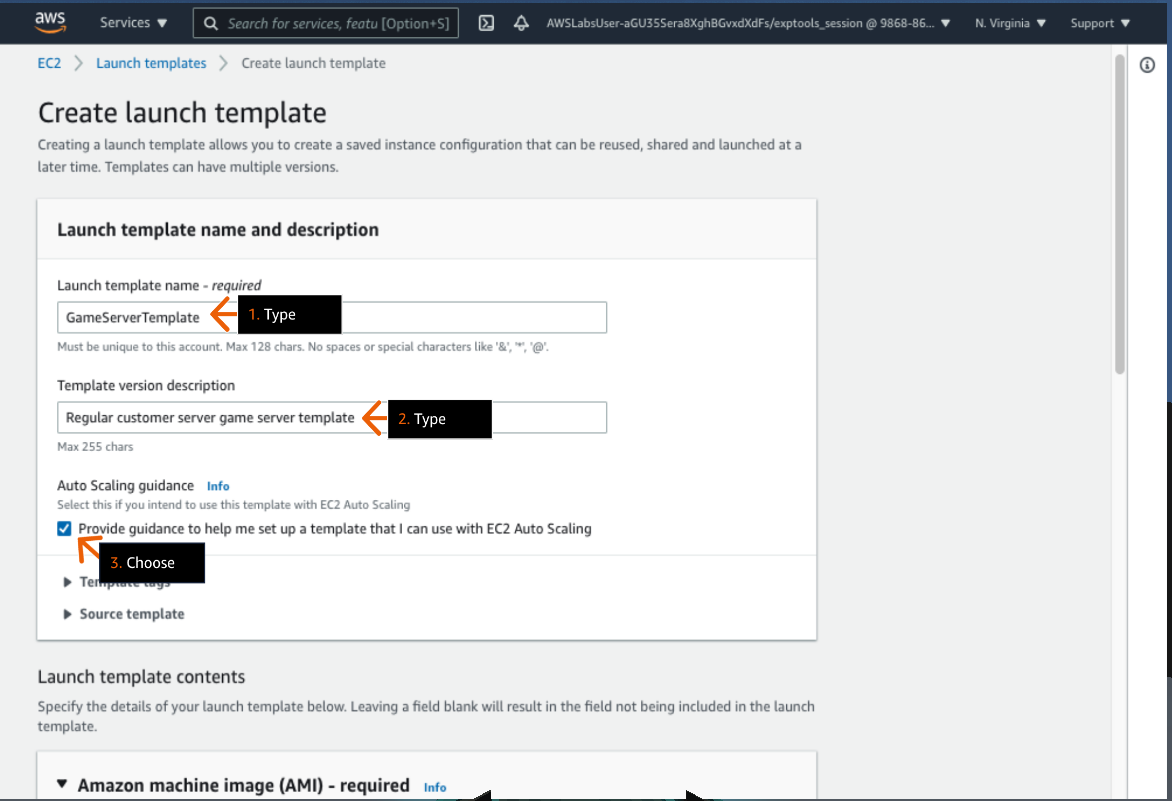 aws
Services
Search for services, featu [Option+S]
AWSLabsUser-aGU35Sera8XghBGvxdXdFs/exptools_session @ 9868-86...
N. Virginia
Support
EC2
Launch templates
Create launch template
Create launch template
Creating a launch template allows you to create a saved instance configuration that can be reused, shared and launched at a
later time. Templates can have multiple versions.
Launch template name and description
Launch template name - required
GameServerTemplate
1. Type
Must be unique to this account. Max 128 chars. No spaces or special characters like '&', '*', '@'.
Template version description
Regular customer server game server template
2. Type
Max 255 chars
Auto Scaling guidance Info
Select this if you intend to use this template with EC2 Auto Scaling
Provide guidance to help me set up a template that I can use with EC2 Auto Scaling
3. Choose
Template tags
Source template
Launch template contents
Specify the details of your launch template below. Leaving a field blank will result in the field not being included in the launch
template.
Amazon machine image (AMI) - required Info